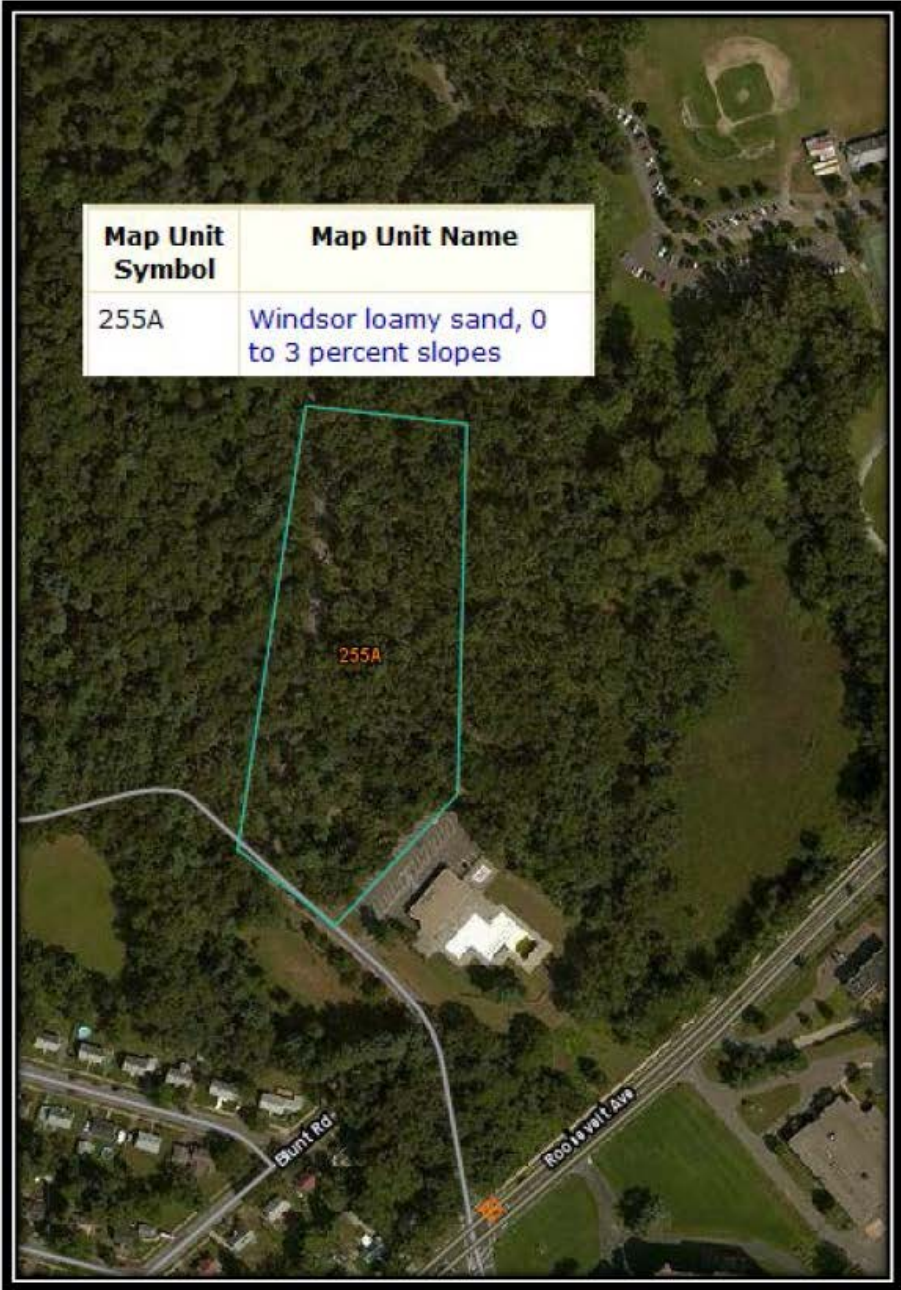 Map Unit Symbol
Map Unit Name
255A
Windsor loamy sand, 0
to 3 percent slopes
255A
Blunt Rd
Roosevelt Ave